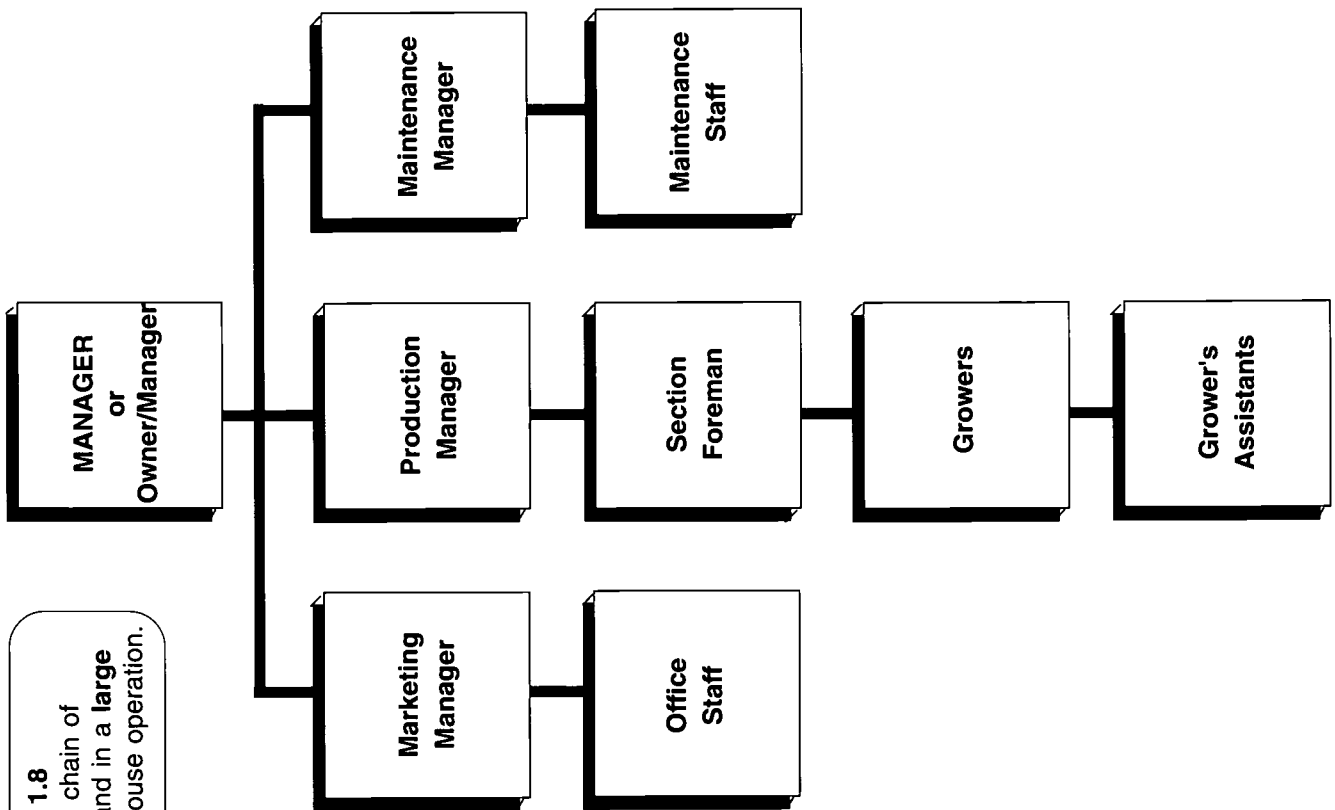 1.8
chain of
and in a large
ouse operation.
MANAGER
or
Owner/Manager
Marketing
Manager
Production
Manager
Maintenance
Manager
Office
Staff
Section
Foreman
Maintenance
Staff
Growers
Grower's
Assistants